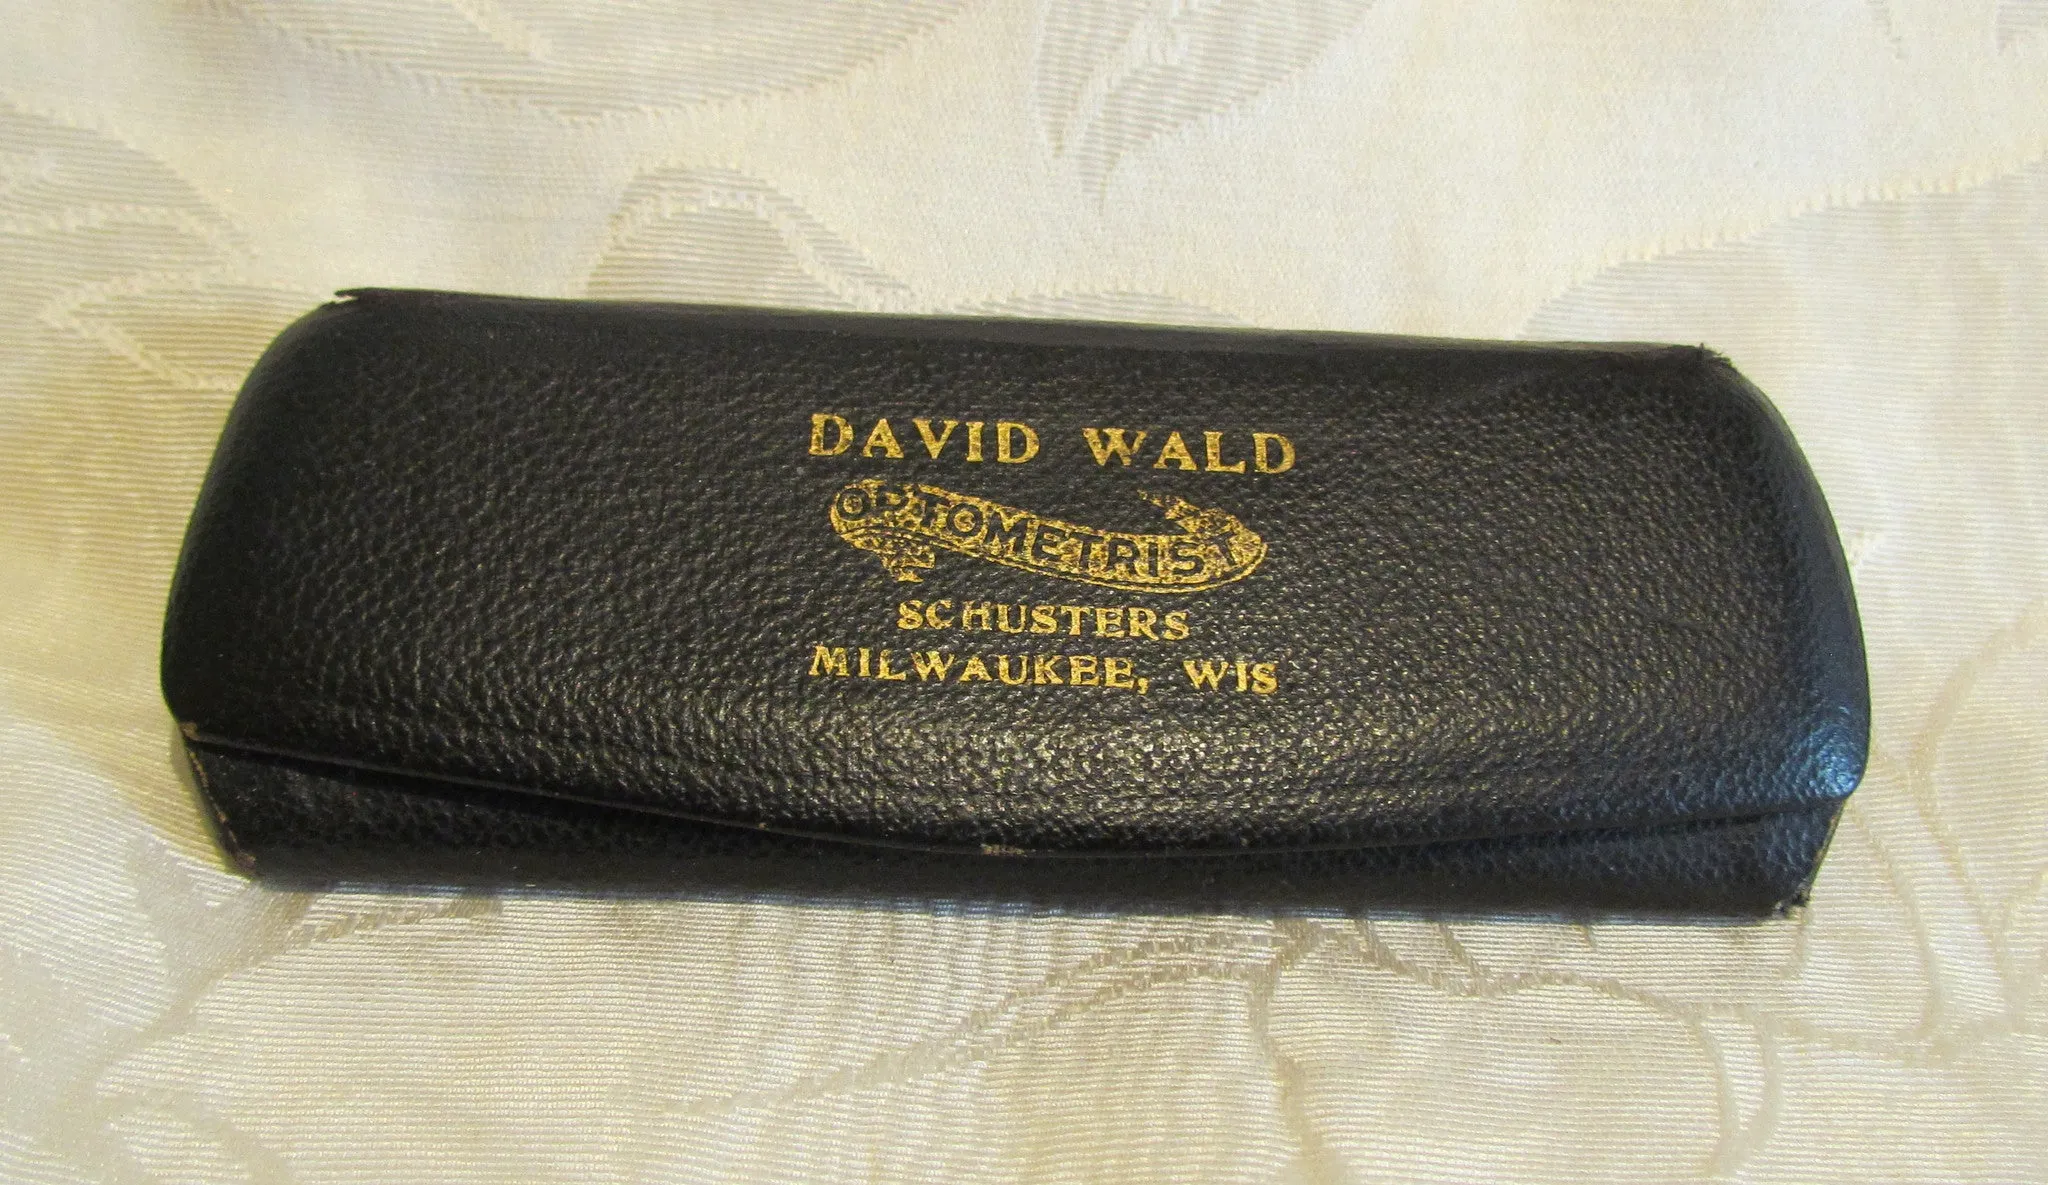 DAVID WALD
OPTOMETRIST
SCHUSTERS
MILWAUKEE, WIS